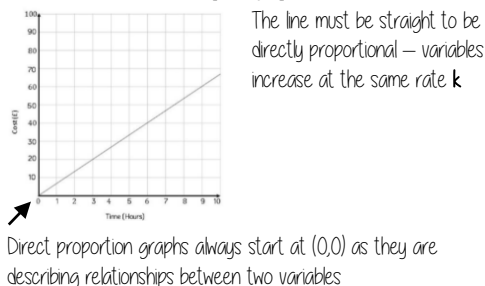 The line must be straight to be
directly proportional – variables
increase at the same rate k
100
90
80
70
60
50
40
30
20
10
Cost (£)
0 1 2 3 4 5 6 7 8 9 10
Time (Hours)
Direct proportion graphs always start at (0,0) as they are
describing relationships between two variables